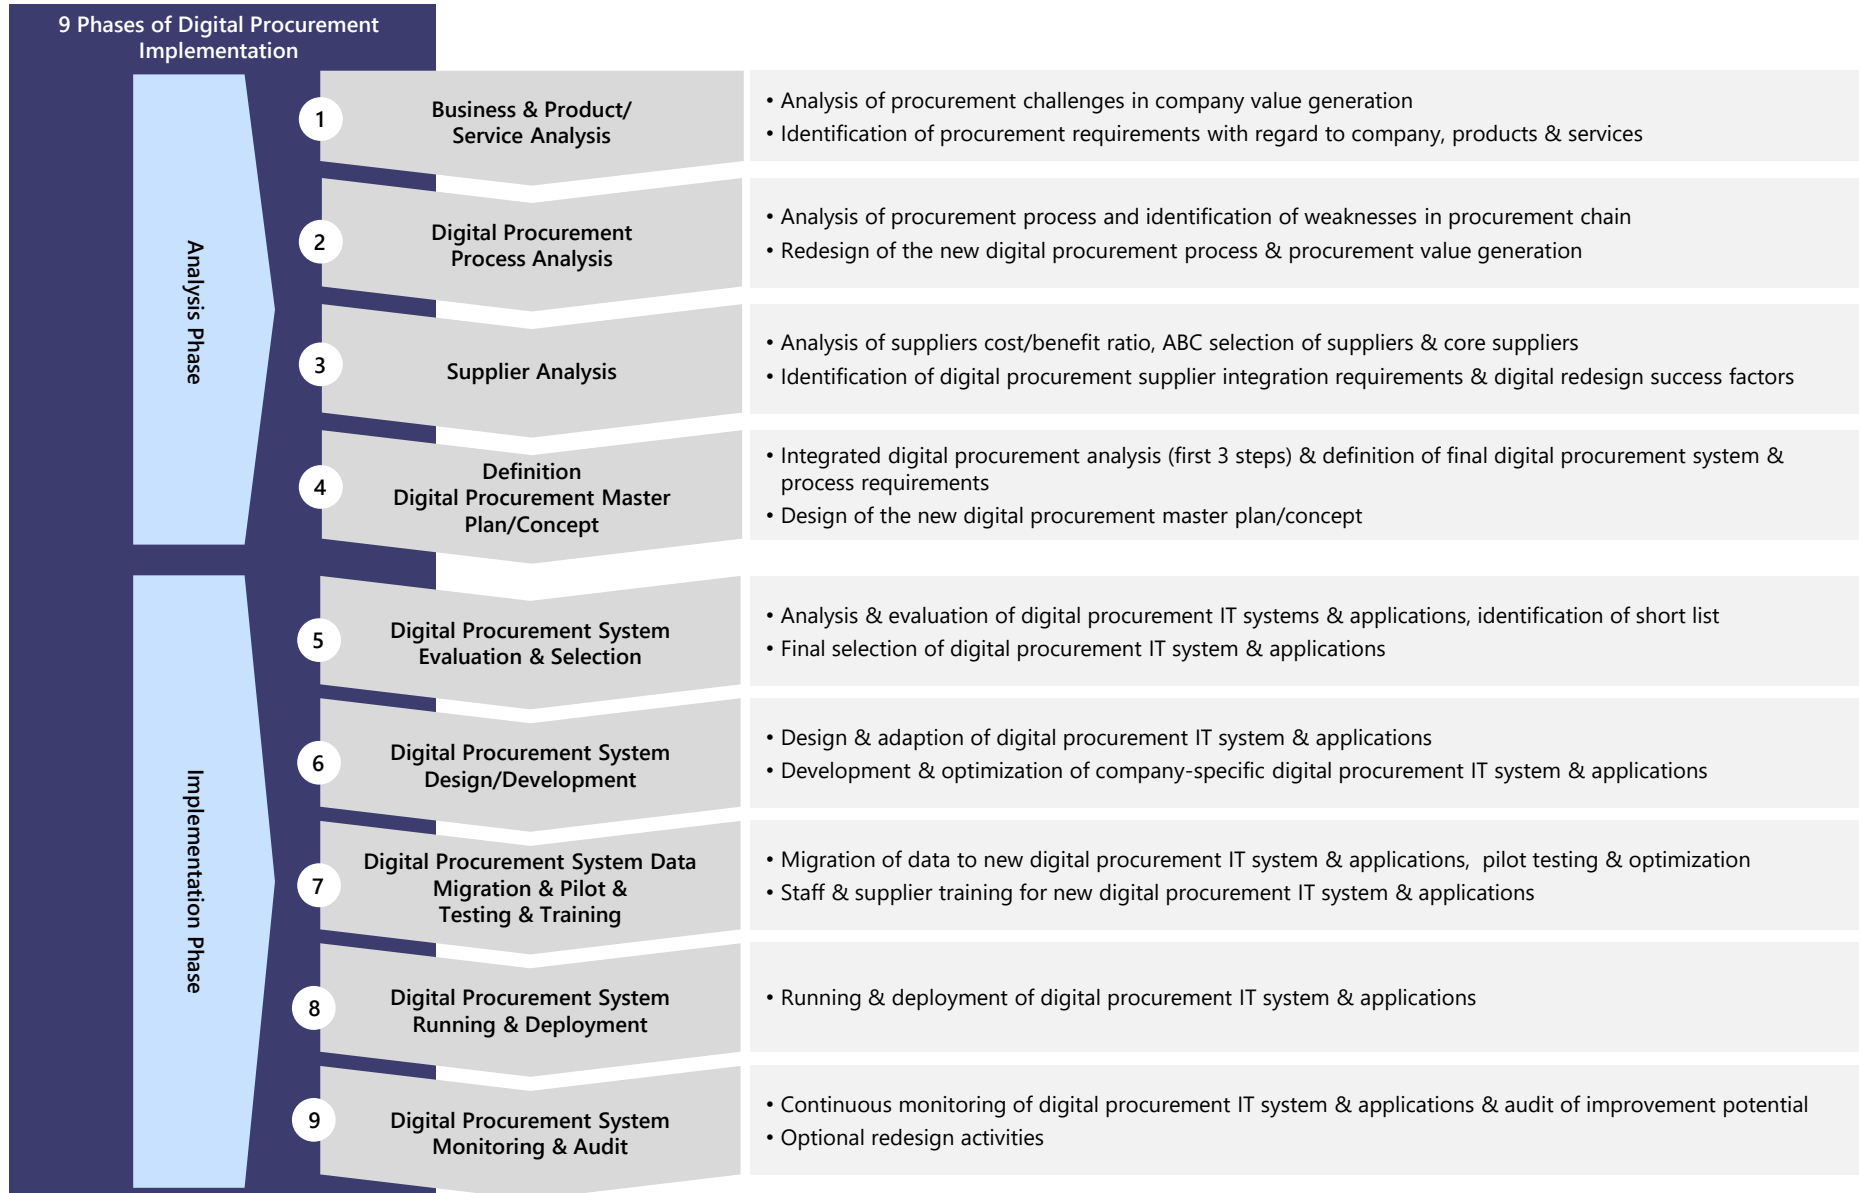 9 Phases of Digital Procurement
Implementation
Analysis Phase
1
Business & Product/
Service Analysis
• Analysis of procurement challenges in company value generation
• Identification of procurement requirements with regard to company, products & services
2
Digital Procurement
Process Analysis
• Analysis of procurement process and identification of weaknesses in procurement chain
• Redesign of the new digital procurement process & procurement value generation
3
Supplier Analysis
• Analysis of suppliers cost/benefit ratio, ABC selection of suppliers & core suppliers
• Identification of digital procurement supplier integration requirements & digital redesign success factors
4
Definition
Digital Procurement Master
Plan/Concept
• Integrated digital procurement analysis (first 3 steps) & definition of final digital procurement system &
process requirements
• Design of the new digital procurement master plan/concept
Implementation Phase
5
Digital Procurement System
Evaluation & Selection
• Analysis & evaluation of digital procurement IT systems & applications, identification of short list
• Final selection of digital procurement IT system & applications
6
Digital Procurement System
Design/Development
• Design & adaption of digital procurement IT system & applications
• Development & optimization of company-specific digital procurement IT system & applications
7
Digital Procurement System Data
Migration & Pilot &
Testing & Training
• Migration of data to new digital procurement IT system & applications, pilot testing & optimization
• Staff & supplier training for new digital procurement IT system & applications
8
Digital Procurement System
Running & Deployment
• Running & deployment of digital procurement IT system & applications
9
Digital Procurement System
Monitoring & Audit
• Continuous monitoring of digital procurement IT system & applications & audit of improvement potential
• Optional redesign activities